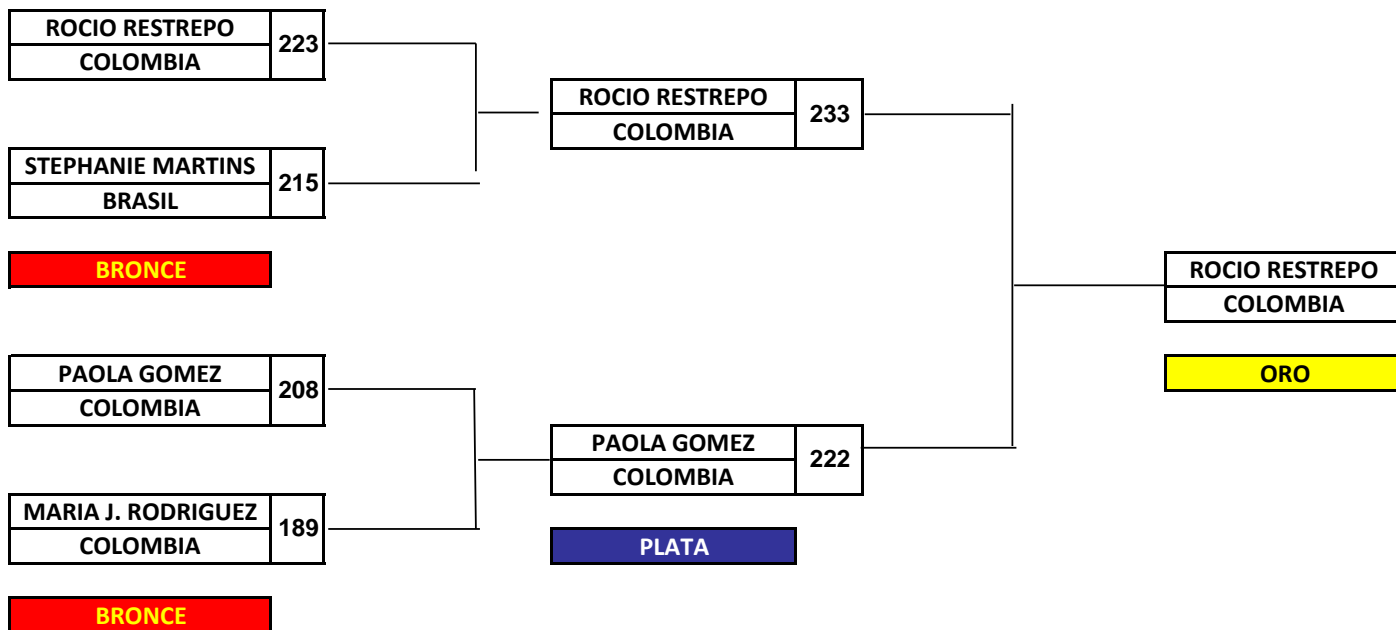 ROCIO RESTREPO
223
COLOMBIA
STEPHANIE MARTINS
215
BRASIL
BRONCE
PAOLA GOMEZ
208
COLOMBIA
MARIA J. RODRIGUEZ
189
COLOMBIA
BRONCE
ROCIO RESTREPO
233
COLOMBIA
PAOLA GOMEZ
222
COLOMBIA
PLATA
ROCIO RESTREPO
COLOMBIA
ORO